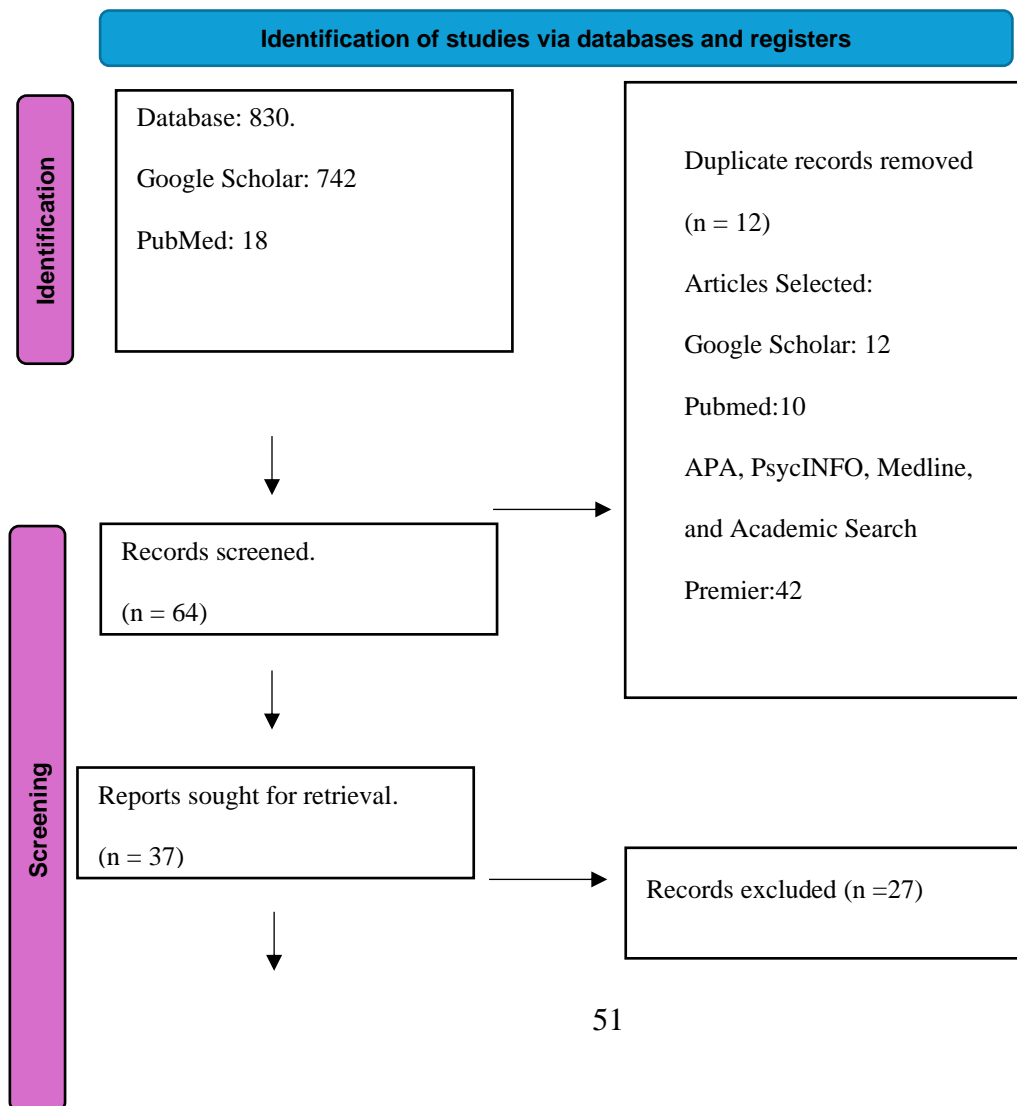 Identification of studies via databases and registers
Identification
Database: 830.
Google Scholar: 742
PubMed: 18
Duplicate records removed
(n = 12)
Articles Selected:
Google Scholar: 12
Pubmed:10
APA, PsycINFO, Medline,
and Academic Search
Premier:42
Screening
Records screened.
(n = 64)
Reports sought for retrieval.
(n = 37)
Records excluded (n =27)
51